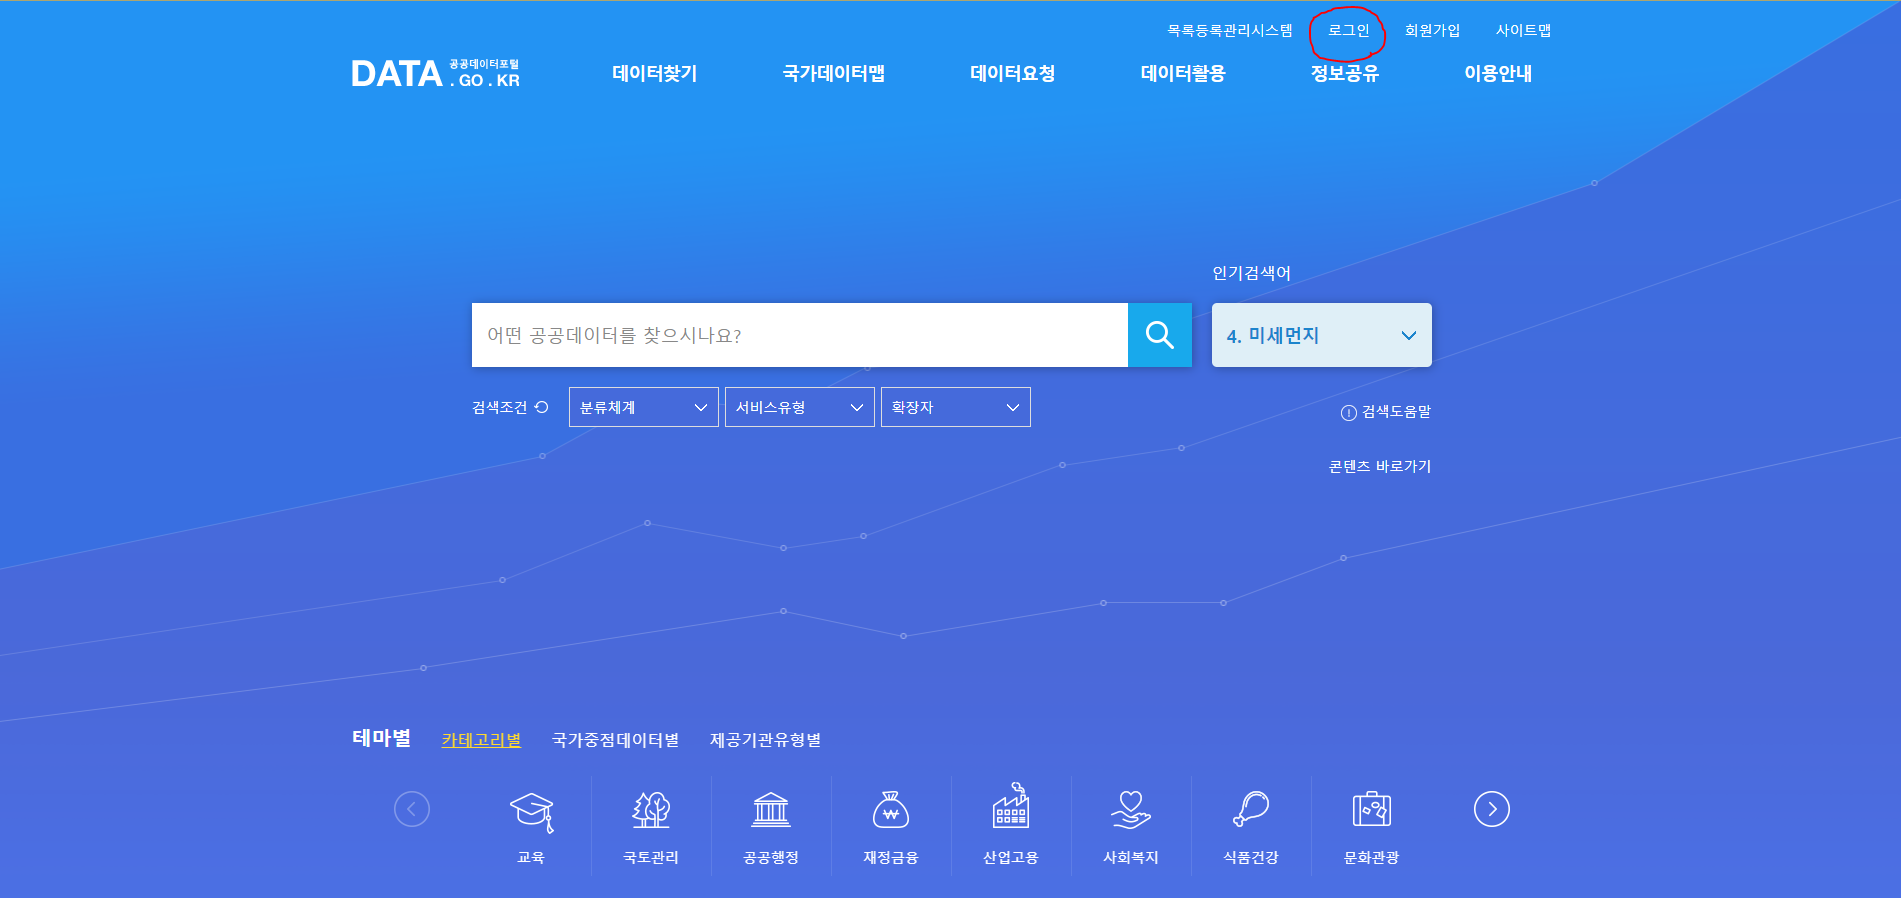 목록등록관리시스템 로그인 회원가입 사이트맵
DATA 공공데이터포털 . GO . KR
데이터찾기 국가데이터맵 데이터요청 데이터활용 정보공유 이용안내
인기검색어
어떤 공공데이터를 찾으시나요?
4. 미세먼지
검색조건 분류체계 서비스유형 확장자
검색도움말
콘텐츠 바로가기
테마별 카테고리별 국가중점데이터별 제공기관유형별
교육 국토관리 공공행정 재정금융 산업고용 사회복지 식품건강 문화관광